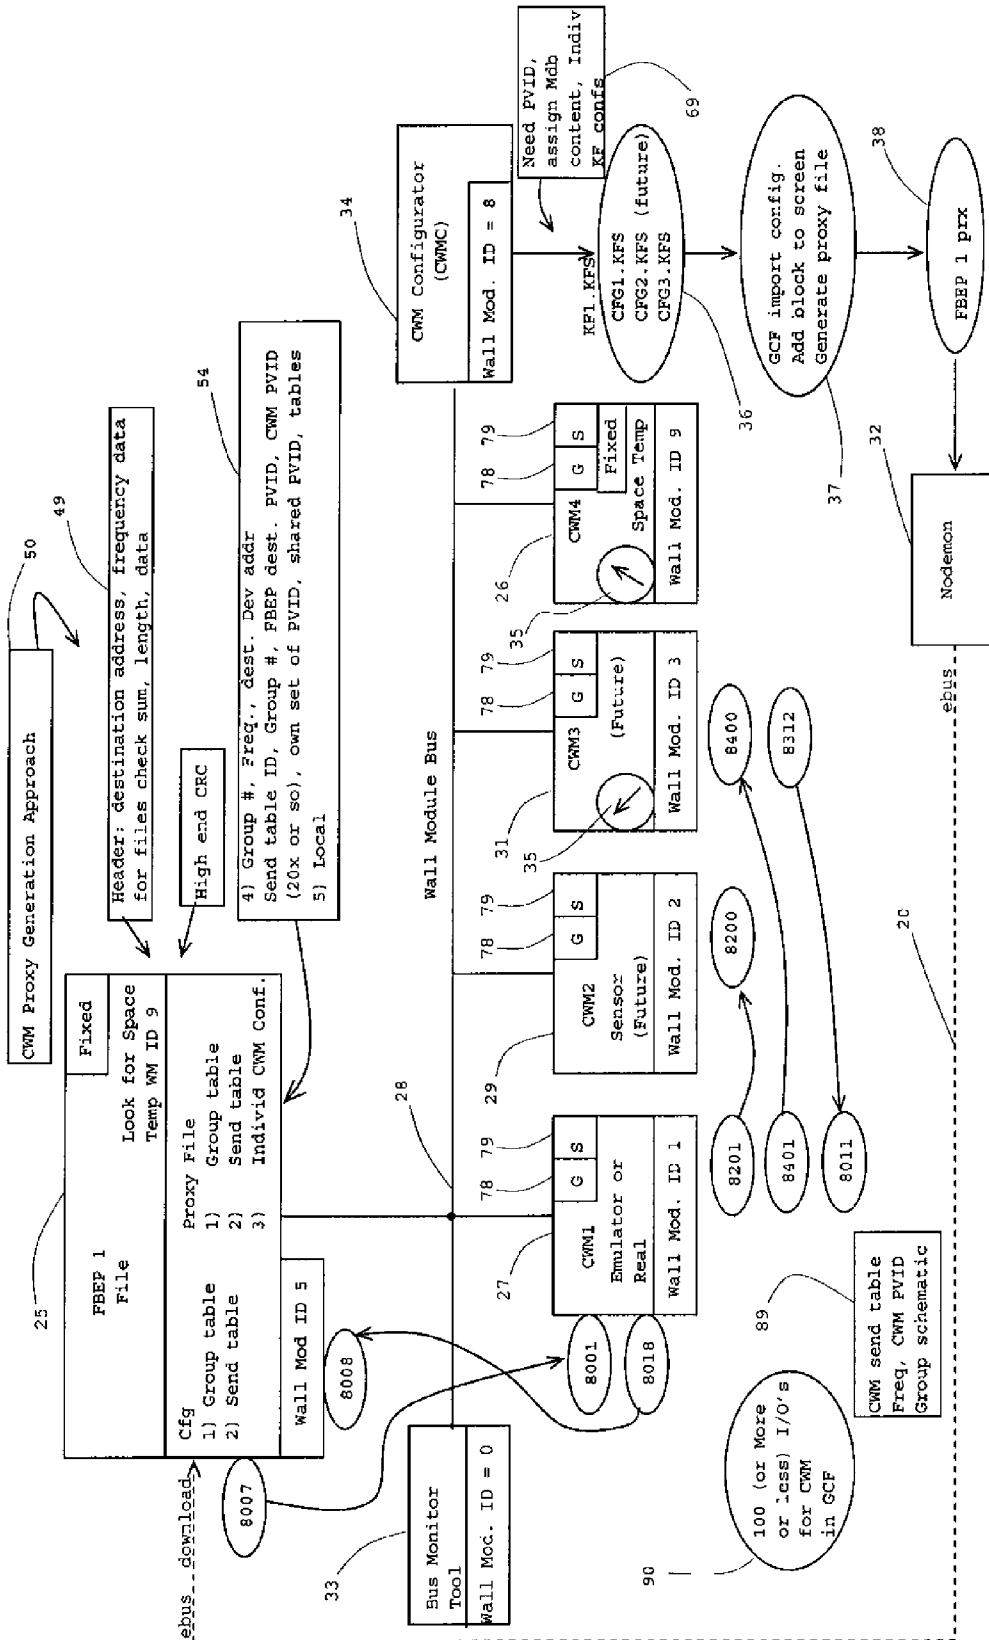 CWM Proxy Generation Approach
50
49
Header: destination address, frequency data
for files check sum, length, data
High end CRC
54
4) Group #, Freq., dest. Dev addr
Send table ID, Group #, FBEP dest. PVID, CWM PVID
(20x or so), own set of PVID, shared PVID, tables
5) Local
25
FBEP 1
File
Fixed
Look for Space
Temp WM ID 9
Cfg
1) Group table
2) Send table
Proxy File
1) Group table
2) Send table
3) Individ CWM Conf.
Wall Mod ID 5
ebus download
8007
8008
28
Wall Module Bus
34
CWM Configurator
(CWMC)
Wall Mod. ID = 8
Need PVID,
assign Mdb
content, Indiv
KF confs
69
33
Bus Monitor
Tool
Wall Mod. ID = 0
27
78
79
G
S
CWM1
Emulator or
Real
Wall Mod. ID 1
8001
8018
29
78
79
G
S
CWM2
Sensor
(Future)
Wall Mod. ID 2
31
35
78
79
G
S
CWM3
(Future)
Wall Mod. ID 3
26
35
78
79
G
S
CWM4
Fixed
Space Temp
Wall Mod. ID 9
KF1.KFS
CFG1.KFS
CFG2.KFS (future)
CFG3.KFS
36
GCF import config.
Add block to screen
Generate proxy file
37
FBEP 1 prx
38
32
Nodemon
ebus
20
8201
8200
8401
8400
8011
8312
89
CWM send table
Freq, CWM PVID
Group schematic
90
100 (or More
or less) I/O's
for CWM
in GCF